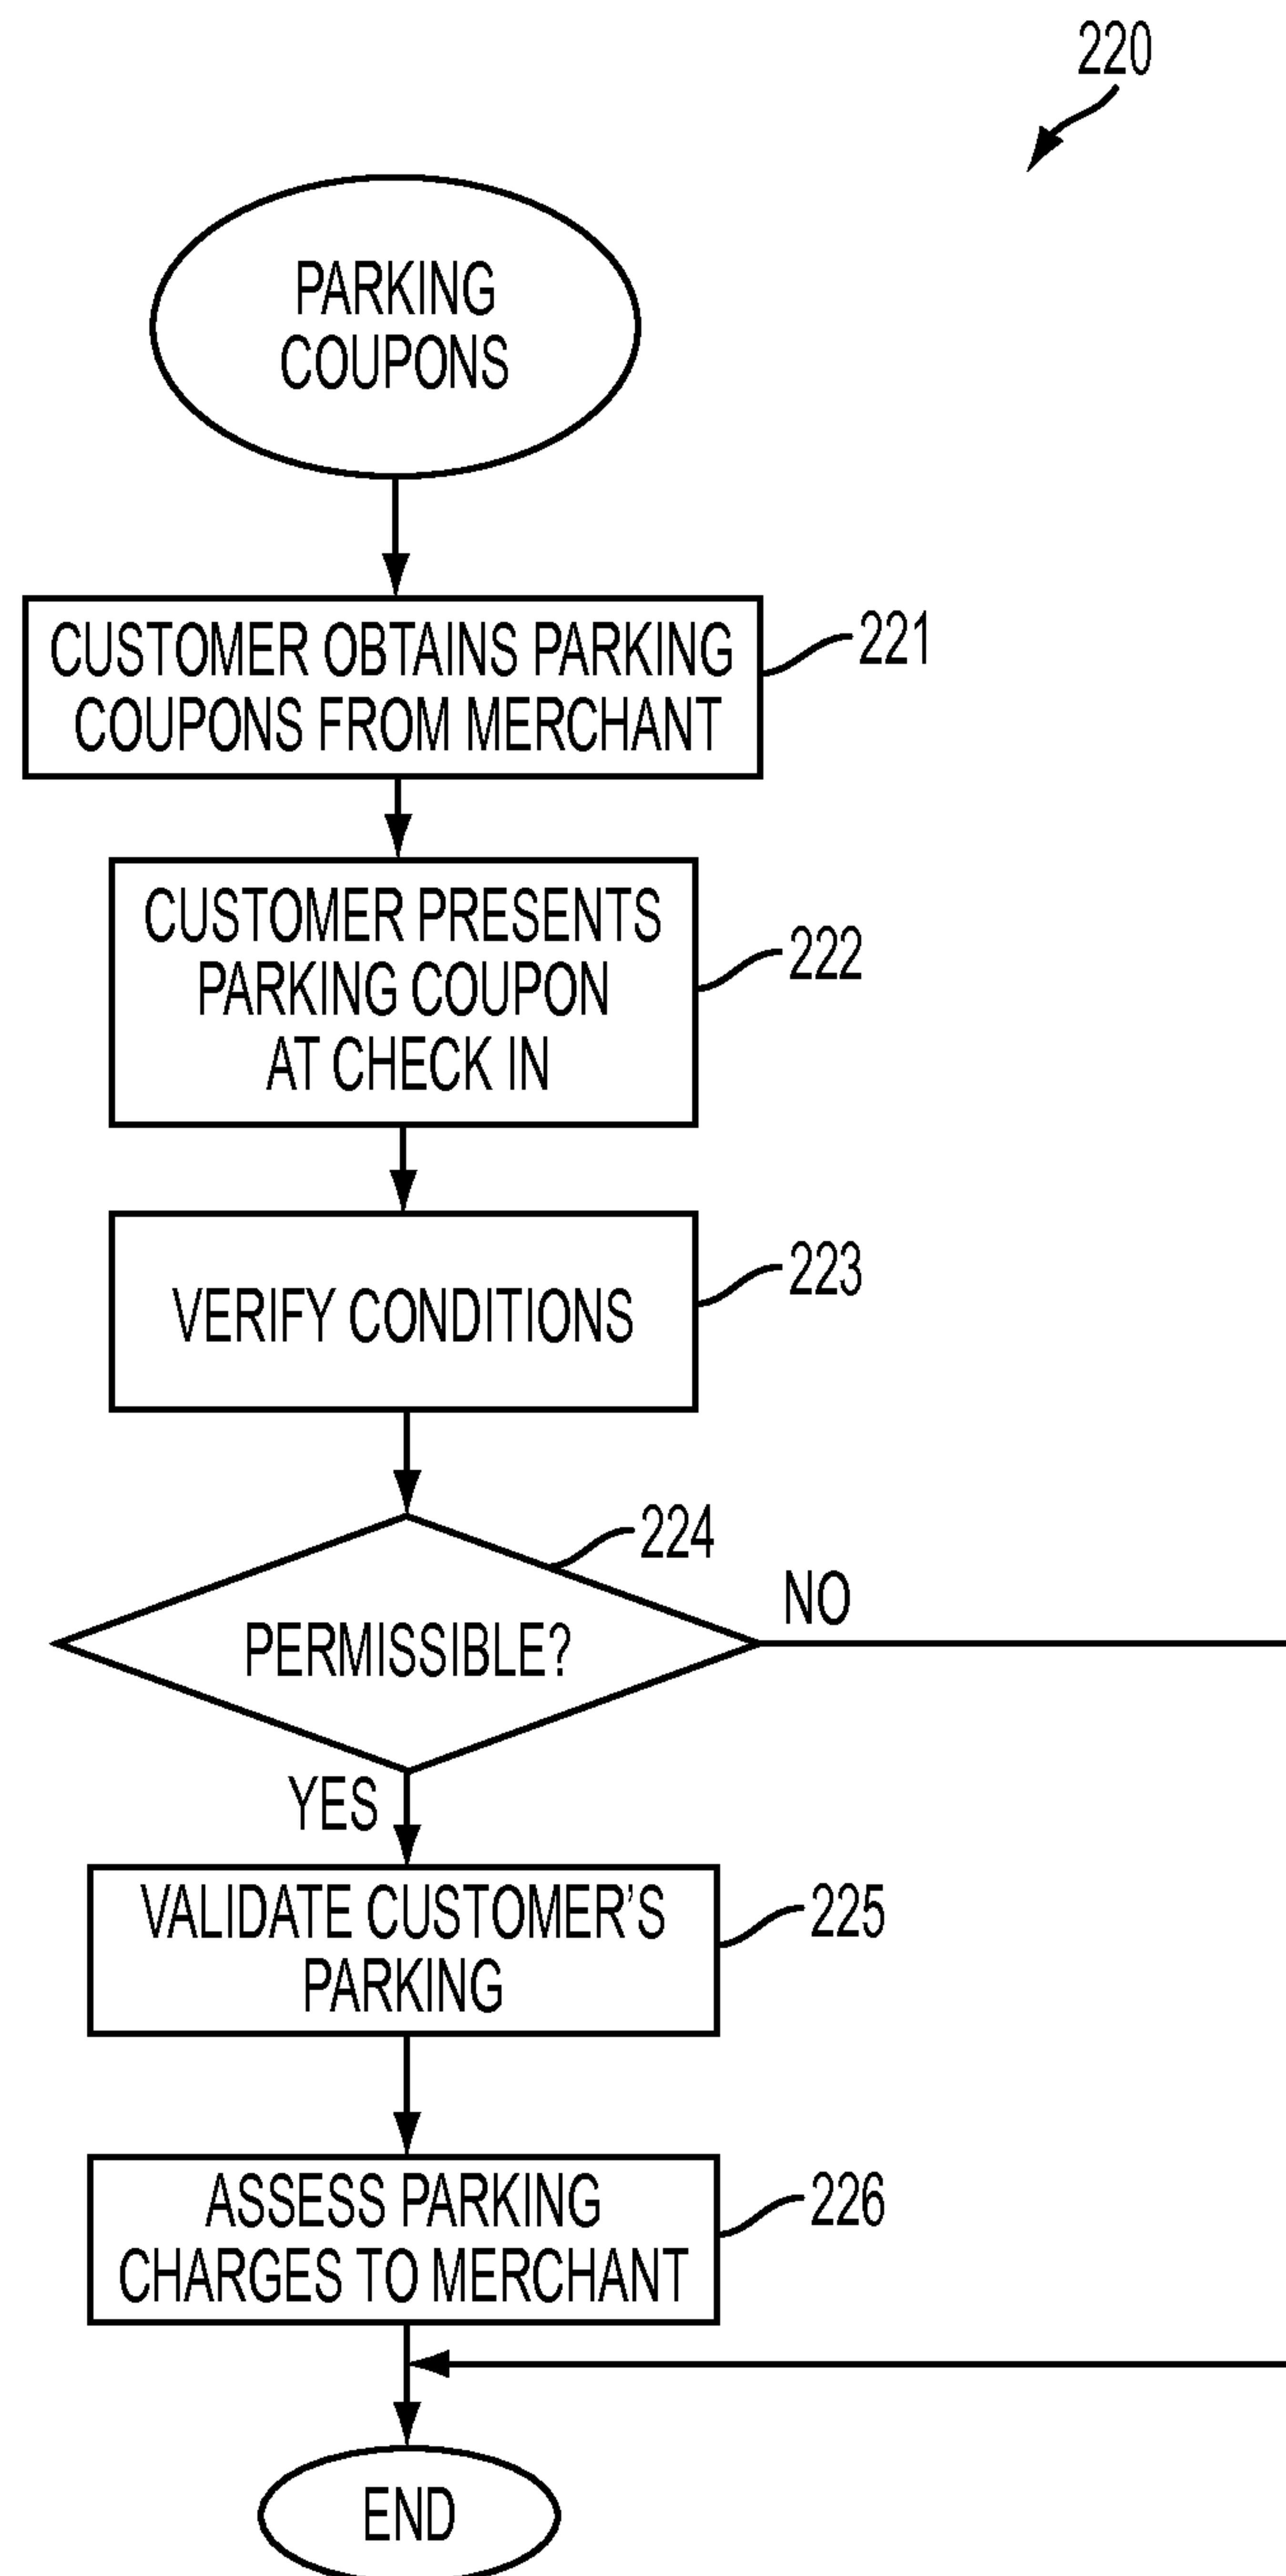 220
PARKING
COUPONS
CUSTOMER OBTAINS PARKING
COUPONS FROM MERCHANT
221
CUSTOMER PRESENTS
PARKING COUPON
AT CHECK IN
222
VERIFY CONDITIONS
223
224
PERMISSIBLE?
NO
YES
VALIDATE CUSTOMER'S
PARKING
225
ASSESS PARKING
CHARGES TO MERCHANT
226
END